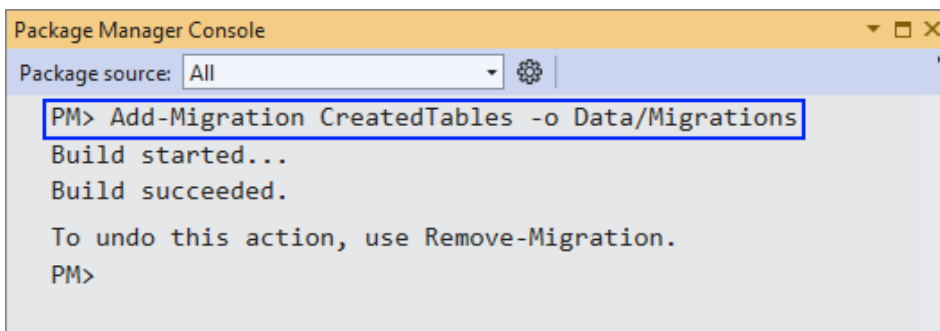 Package Manager Console
Package source: All
PM> Add-Migration CreatedTables -o Data/Migrations
Build started...
Build succeeded.
To undo this action, use Remove-Migration.
PM>